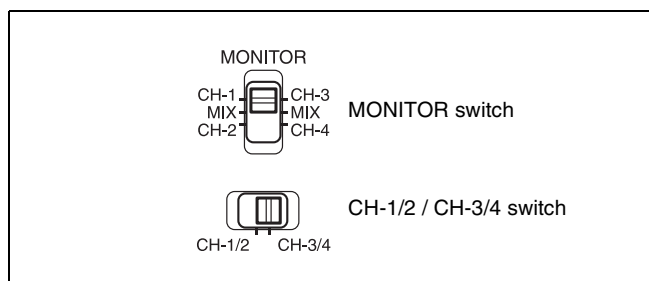 MONITOR
CH-1 CH-3
MIX MIX MONITOR switch
CH-2 CH-4
CH-1/2 / CH-3/4 switch
CH-1/2 CH-3/4